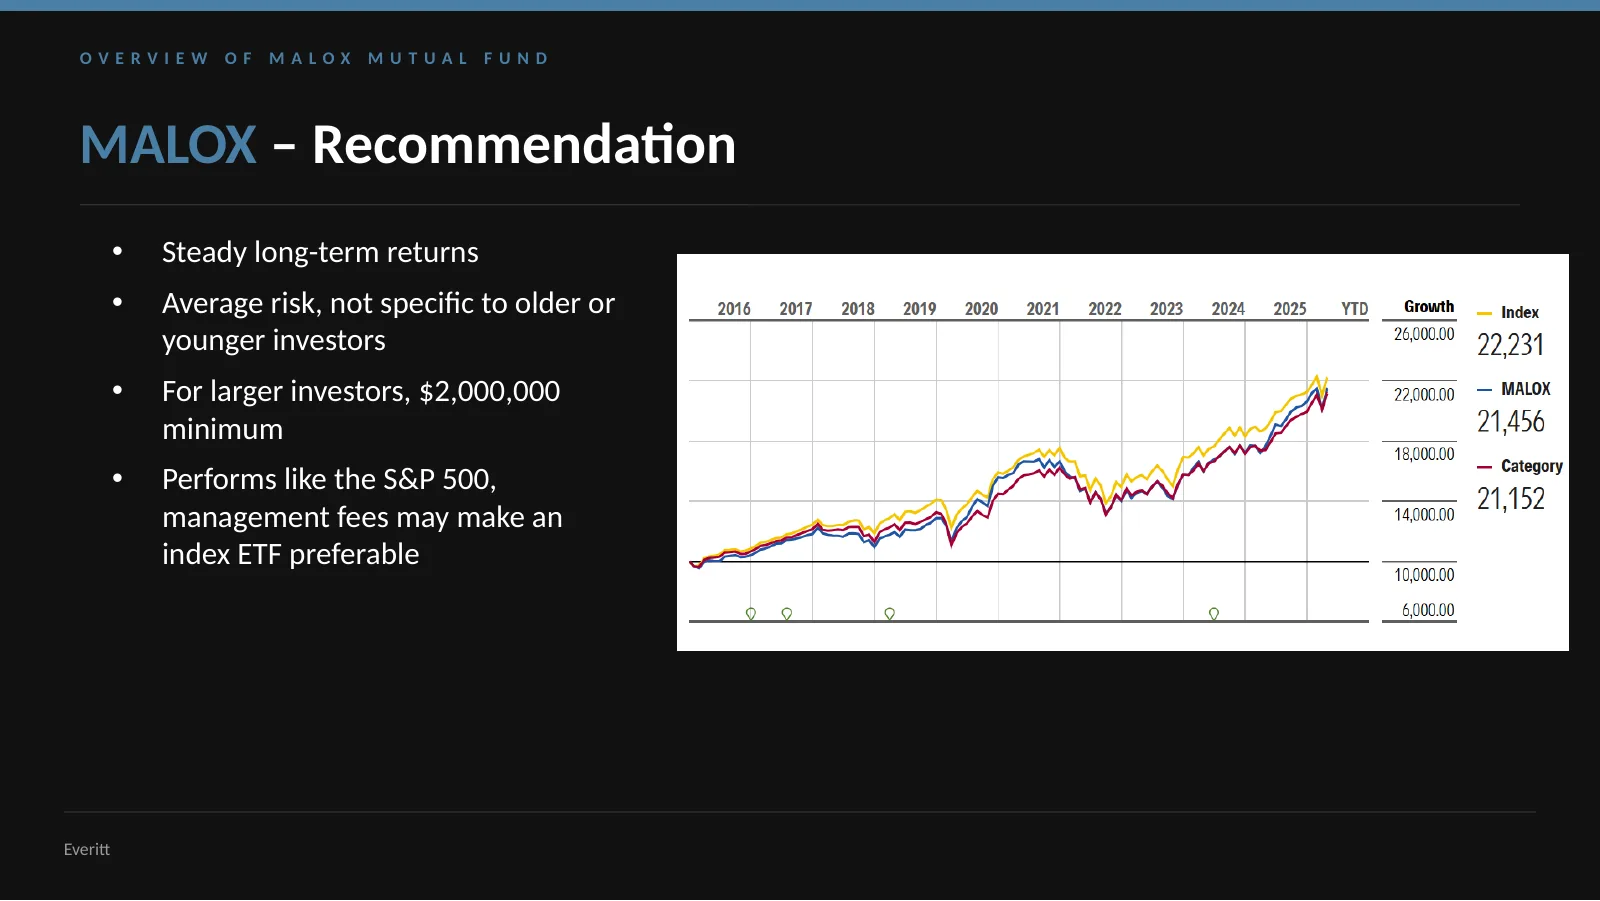 OVERVIEW OF MALOX MUTUAL FUND
MALOX – Recommendation
• Steady long-term returns
• Average risk, not specific to older or
younger investors
• For larger investors, $2,000,000
minimum
• Performs like the S&P 500,
management fees may make an
index ETF preferable
2016 2017 2018 2019 2020 2021 2022 2023 2024 2025 YTD
Growth
26,000.00
22,000.00
18,000.00
14,000.00
10,000.00
6,000.00
Index
22,231
MALOX
21,456
Category
21,152
Everitt